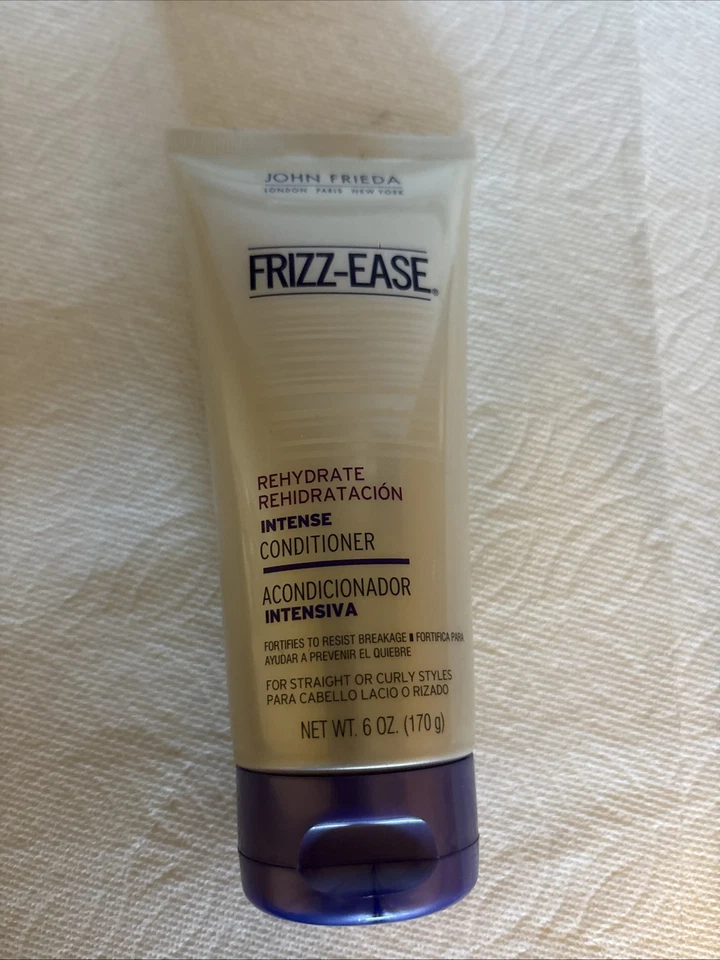 JOHN FRIEDA
LONDON PARIS NEW YORK
FRIZZ-EASE®
REHYDRATE
REHIDRATACIÓN
INTENSE
CONDITIONER
ACONDICIONADOR
INTENSIVA
FORTIFIES TO RESIST BREAKAGE ▮ FORTIFICA PARA
AYUDAR A PREVENIR EL QUIEBRE
FOR STRAIGHT OR CURLY STYLES
PARA CABELLO LACIO O RIZADO
NET WT. 6 OZ. (170 g)